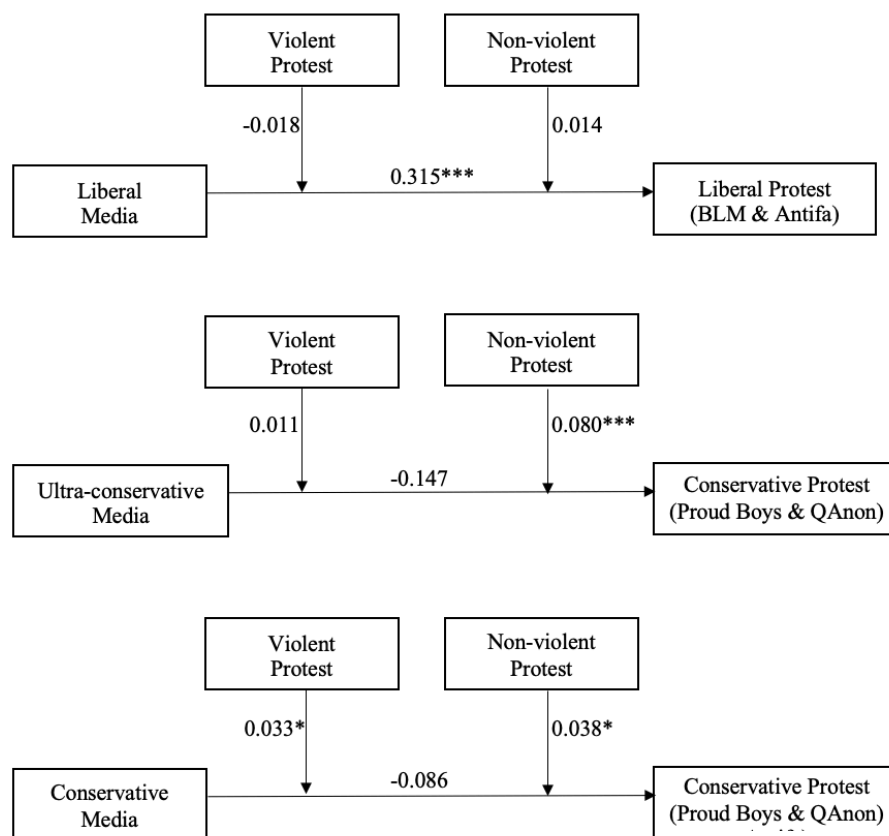 Violent
Protest
Non-violent
Protest
-0.018
0.014
Liberal
Media
0.315***
Liberal Protest
(BLM & Antifa)
Violent
Protest
Non-violent
Protest
0.011
0.080***
Ultra-conservative
Media
-0.147
Conservative Protest
(Proud Boys & QAnon)
Violent
Protest
Non-violent
Protest
0.033*
0.038*
Conservative
Media
-0.086
Conservative Protest
(Proud Boys & QAnon)